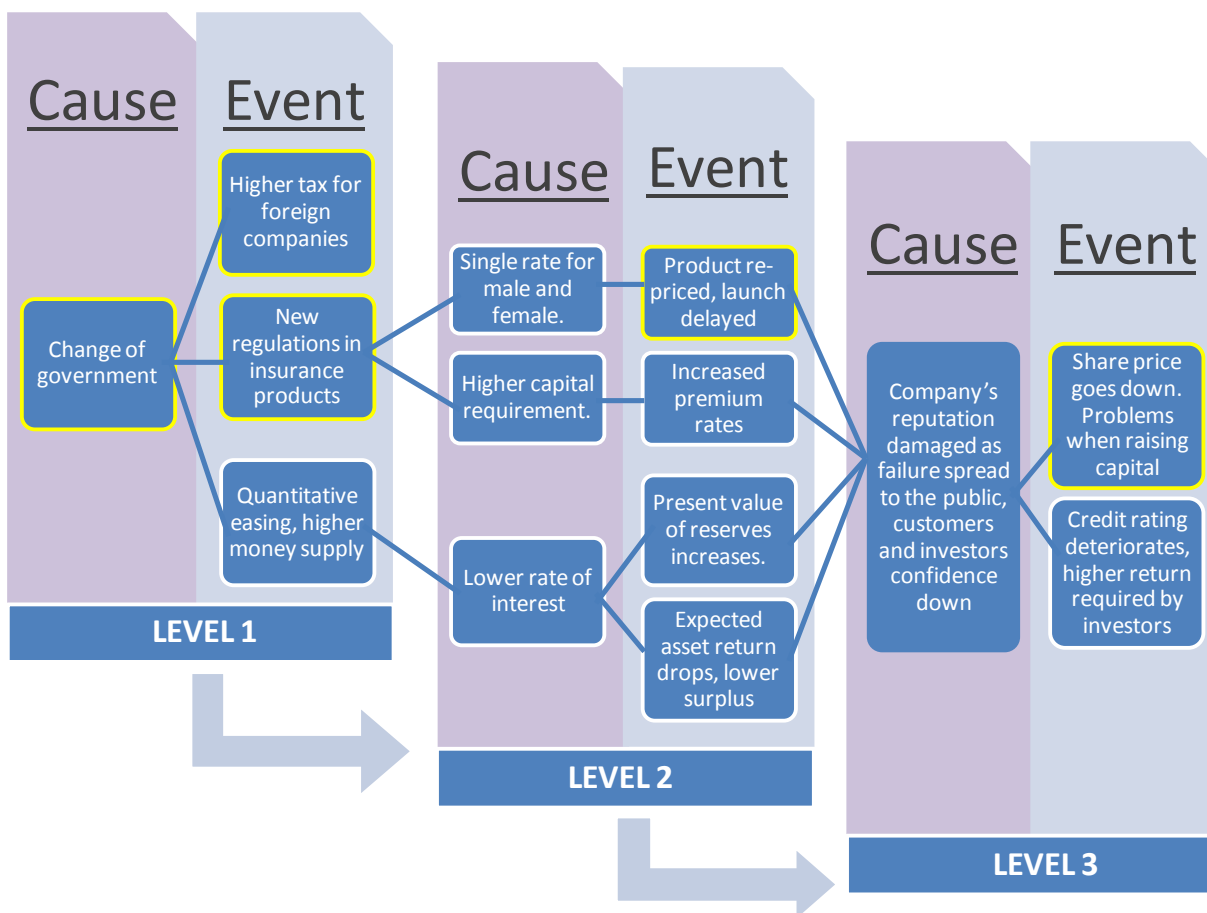 Cause
Event
Higher tax for
foreign
companies
Change of
government
New
regulations in
insurance
products
Quantitative
easing, higher
money supply
LEVEL 1
Cause
Event
Single rate for
male and
female.
Product re-
priced, launch
delayed
Higher capital
requirement.
Increased
premium
rates
Lower rate of
interest
Present value
of reserves
increases.
Expected
asset return
drops, lower
surplus
LEVEL 2
Cause
Event
Company's
reputation
damaged as
failure spread
to the public,
customers
and investors
confidence
down
Share price
goes down.
Problems
when raising
capital
Credit rating
deteriorates,
higher return
required by
investors
LEVEL 3